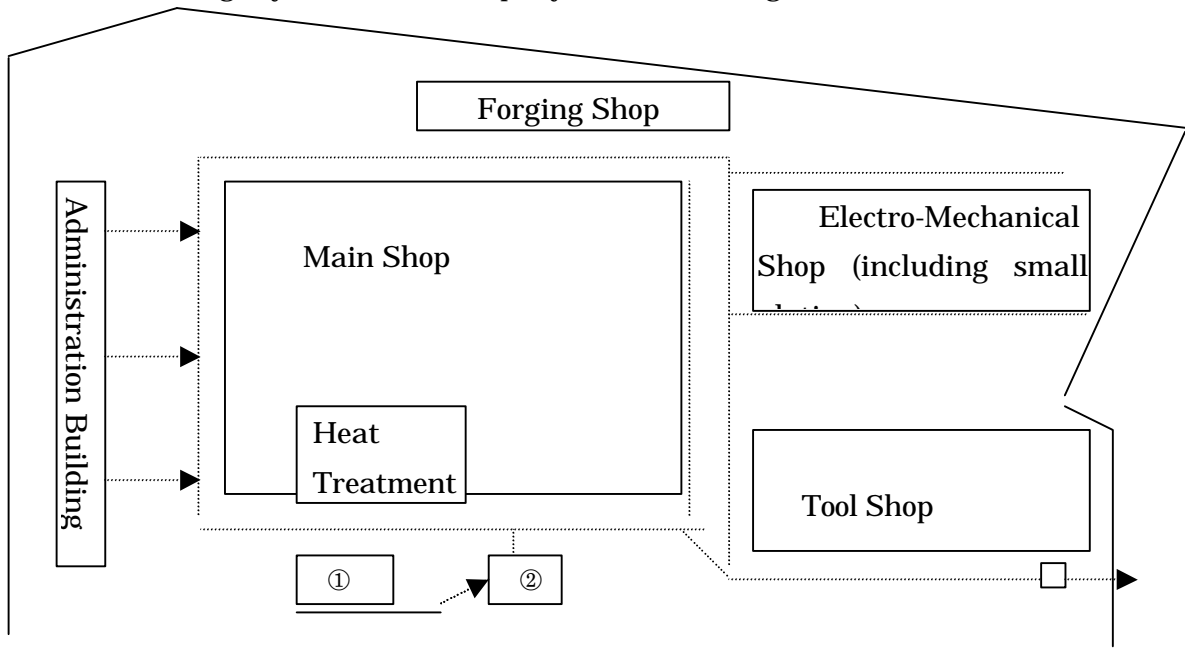 Forging Shop
Administration Building
Main Shop
Electro-Mechanical
Shop (including small
Heat
Treatment
Tool Shop
①
②